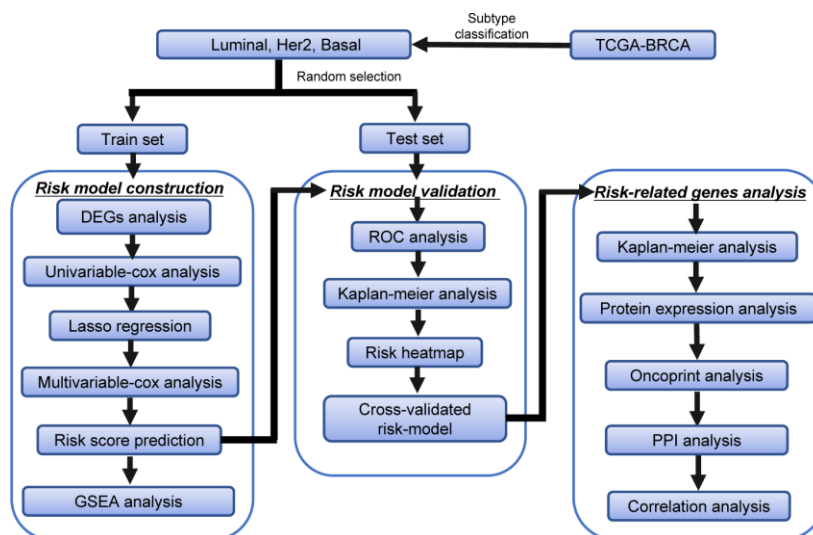 Luminal, Her2, Basal
Subtype
classification
TCGA-BRCA
Random selection
Train set
Test set
Risk model construction
DEGs analysis
Univariable-cox analysis
Lasso regression
Multivariable-cox analysis
Risk score prediction
GSEA analysis
Risk model validation
ROC analysis
Kaplan-meier analysis
Risk heatmap
Cross-validated
risk-model
Risk-related genes analysis
Kaplan-meier analysis
Protein expression analysis
Oncoprint analysis
PPI analysis
Correlation analysis